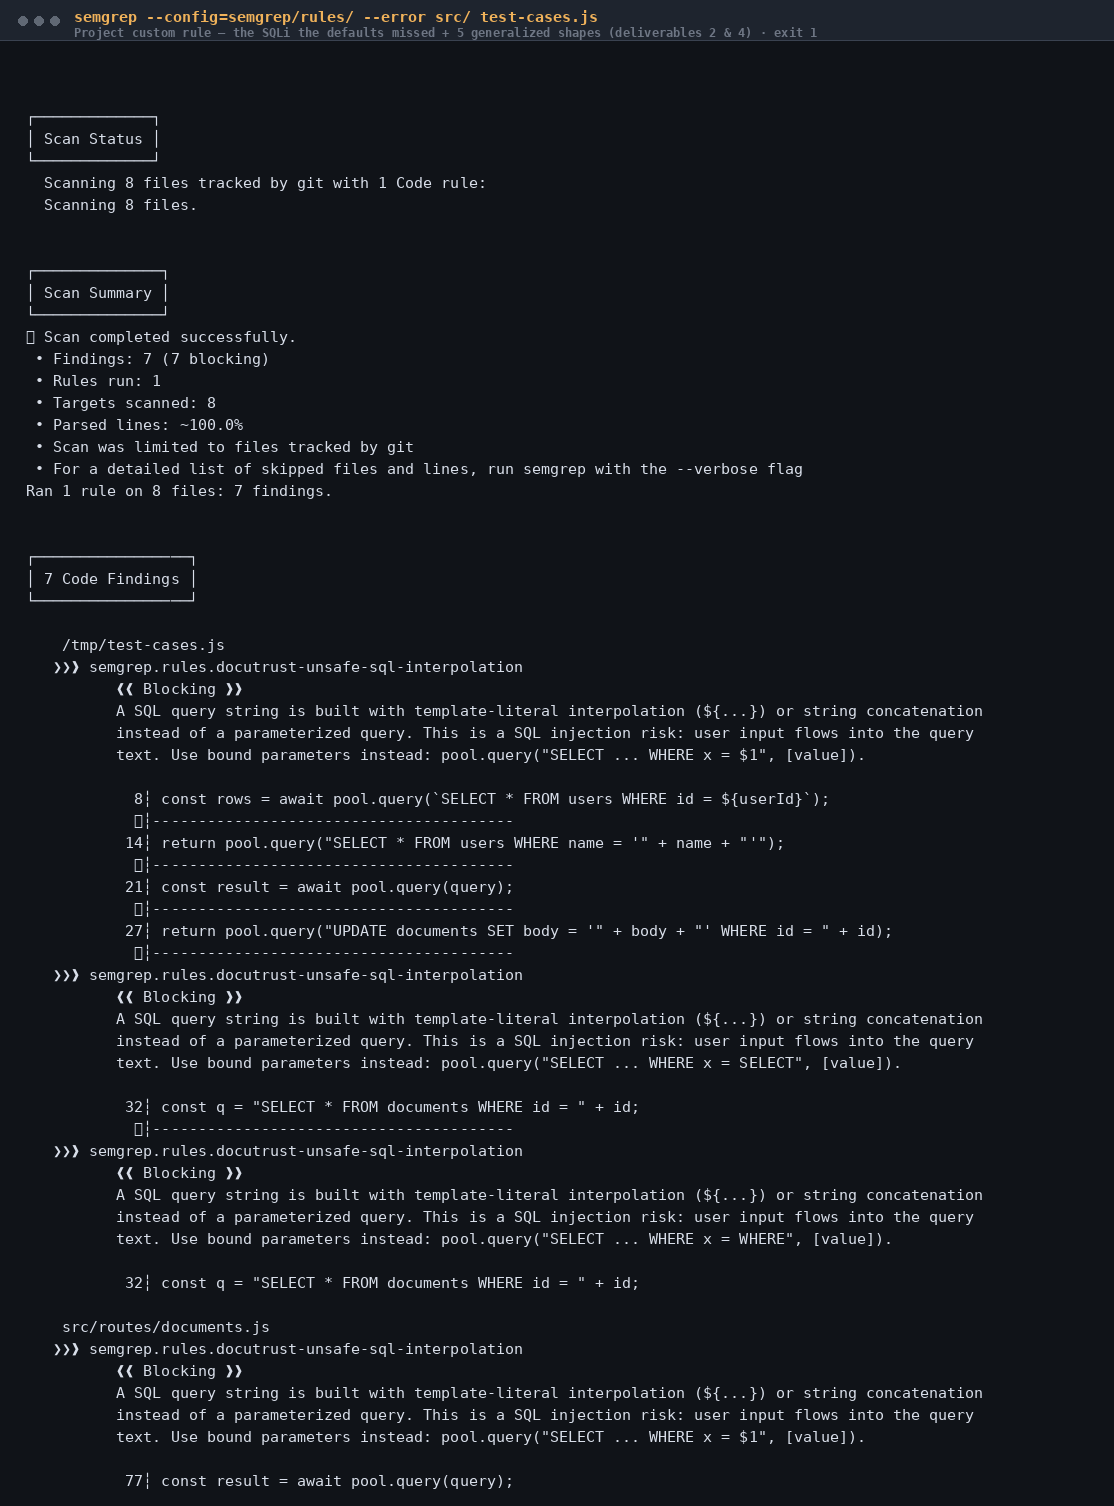 semgrep --config=semgrep/rules/ --error src/ test-cases.js
Project custom rule — the SQLi the defaults missed + 5 generalized shapes (deliverables 2 & 4) · exit 1
Scan Status
Scanning 8 files tracked by git with 1 Code rule:
Scanning 8 files.
Scan Summary
Scan completed successfully.
• Findings: 7 (7 blocking)
• Rules run: 1
• Targets scanned: 8
• Parsed lines: ~100.0%
• Scan was limited to files tracked by git
• For a detailed list of skipped files and lines, run semgrep with the --verbose flag
Ran 1 rule on 8 files: 7 findings.
7 Code Findings
/tmp/test-cases.js
❯❯❱ semgrep.rules.docutrust-unsafe-sql-interpolation
❰❰ Blocking ❱❱
A SQL query string is built with template-literal interpolation (${...}) or string concatenation
instead of a parameterized query. This is a SQL injection risk: user input flows into the query
text. Use bound parameters instead: pool.query("SELECT ... WHERE x = $1", [value]).
8┆ const rows = await pool.query(`SELECT * FROM users WHERE id = ${userId}`);
┆----------------------------------------
14┆ return pool.query("SELECT * FROM users WHERE name = '" + name + "'");
┆----------------------------------------
21┆ const result = await pool.query(query);
┆----------------------------------------
27┆ return pool.query("UPDATE documents SET body = '" + body + "' WHERE id = " + id);
┆----------------------------------------
❯❯❱ semgrep.rules.docutrust-unsafe-sql-interpolation
❰❰ Blocking ❱❱
A SQL query string is built with template-literal interpolation (${...}) or string concatenation
instead of a parameterized query. This is a SQL injection risk: user input flows into the query
text. Use bound parameters instead: pool.query("SELECT ... WHERE x = SELECT", [value]).
32┆ const q = "SELECT * FROM documents WHERE id = " + id;
┆----------------------------------------
❯❯❱ semgrep.rules.docutrust-unsafe-sql-interpolation
❰❰ Blocking ❱❱
A SQL query string is built with template-literal interpolation (${...}) or string concatenation
instead of a parameterized query. This is a SQL injection risk: user input flows into the query
text. Use bound parameters instead: pool.query("SELECT ... WHERE x = WHERE", [value]).
32┆ const q = "SELECT * FROM documents WHERE id = " + id;
src/routes/documents.js
❯❯❱ semgrep.rules.docutrust-unsafe-sql-interpolation
❰❰ Blocking ❱❱
A SQL query string is built with template-literal interpolation (${...}) or string concatenation
instead of a parameterized query. This is a SQL injection risk: user input flows into the query
text. Use bound parameters instead: pool.query("SELECT ... WHERE x = $1", [value]).
77┆ const result = await pool.query(query);